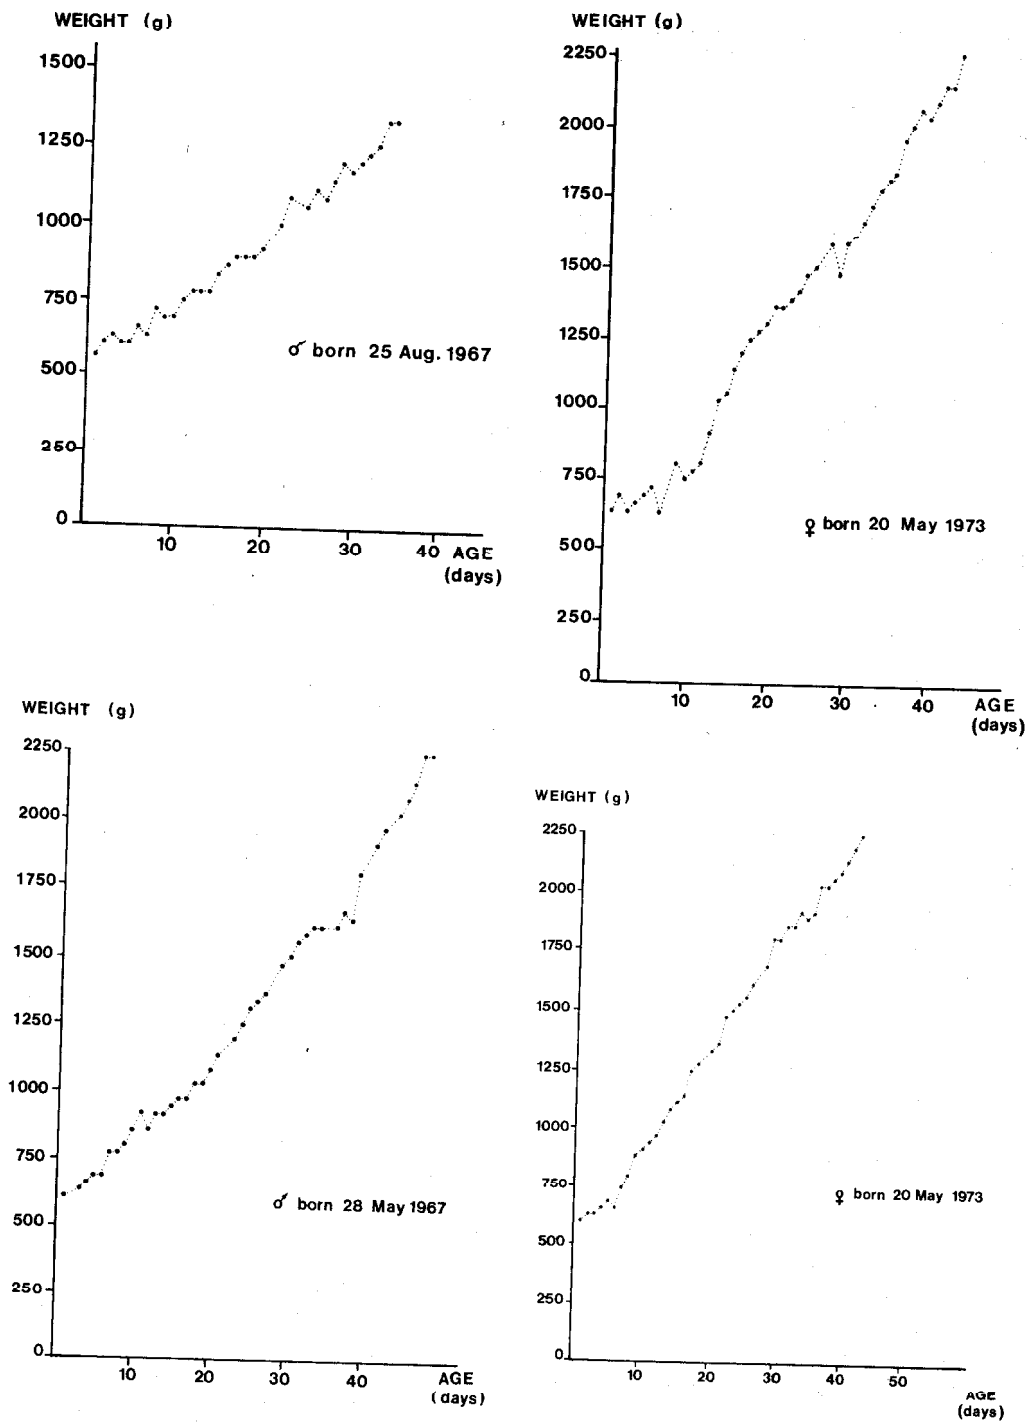 WEIGHT (g)
1500
1250
1000
750
500
250
0
10 20 30 40 AGE
(days)
♂ born 25 Aug. 1967
WEIGHT (g)
2250
2000
1750
1500
1250
1000
750
500
250
0
10 20 30 40 AGE
(days)
♀ born 20 May 1973
WEIGHT (g)
2250
2000
1750
1500
1250
1000
750
500
250
0
10 20 30 40 AGE
(days)
♂ born 28 May 1967
WEIGHT (g)
2250
2000
1750
1500
1250
1000
750
500
250
0
10 20 30 40 50
AGE
(days)
♀ born 20 May 1973